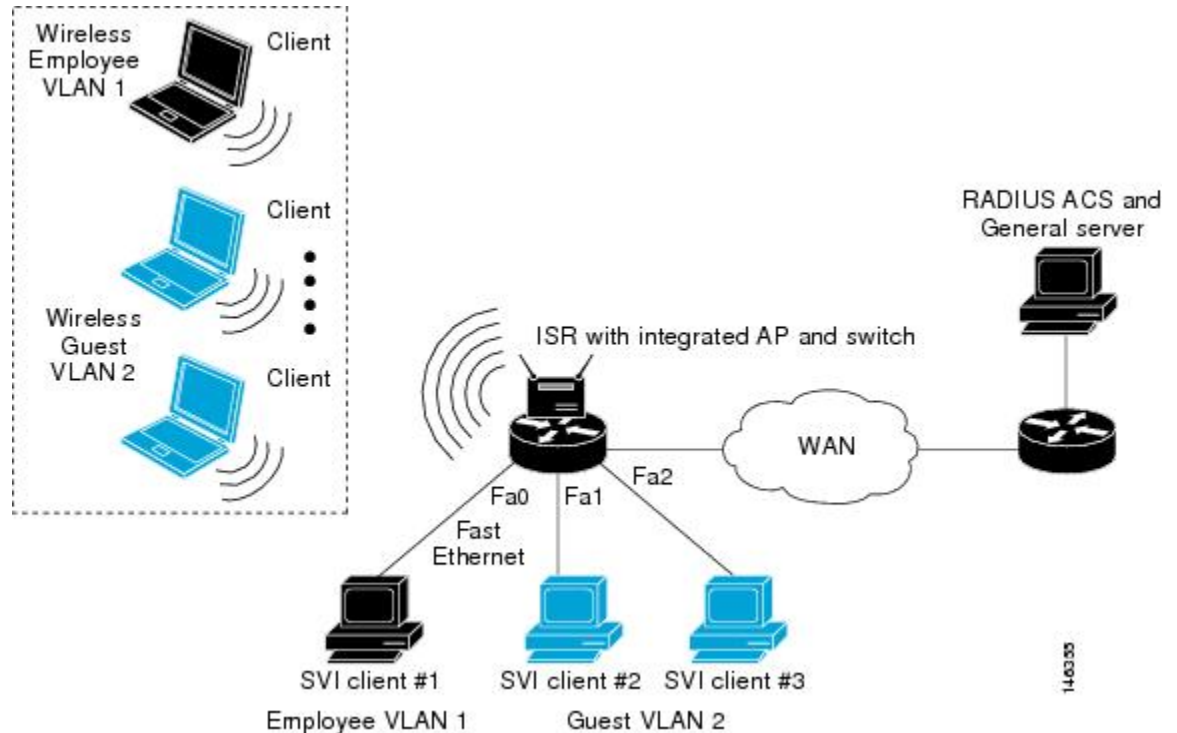 Wireless
Employee
VLAN 1
Client
Client
Wireless
Guest
VLAN 2
Client
RADIUS ACS and
General server
ISR with integrated AP and switch
WAN
Fa0
Fa1
Fa2
Fast
Ethernet
SVI client #1
SVI client #2
SVI client #3
Employee VLAN 1
Guest VLAN 2
146355